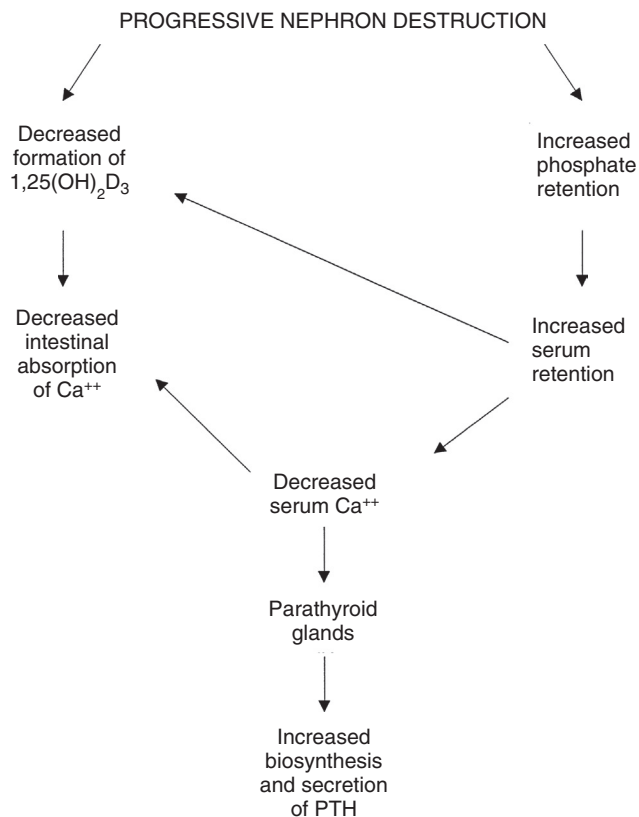 PROGRESSIVE NEPHRON DESTRUCTION
Decreased
formation of
1,25(OH)₂D₃
Increased
phosphate
retention
Decreased
intestinal
absorption
of Ca⁺⁺
Increased
serum
retention
Decreased
serum Ca⁺⁺
Parathyroid
glands
Increased
biosynthesis
and secretion
of PTH